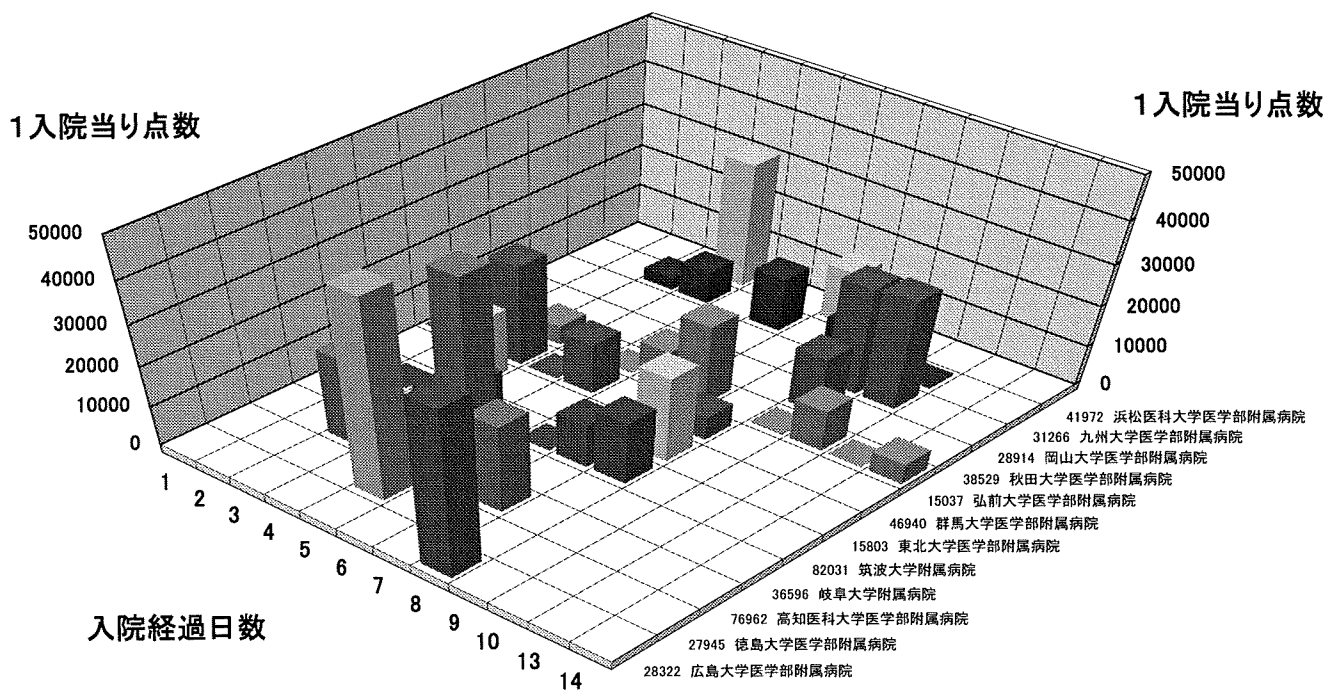 1入院当り点数
1入院当り点数
50000
40000
30000
20000
10000
0
50000
40000
30000
20000
10000
0
1
2
3
4
5
6
7
8
9
10
13
14
入院経過日数
41972 浜松医科大学医学部附属病院
31266 九州大学医学部附属病院
28914 岡山大学医学部附属病院
38529 秋田大学医学部附属病院
15037 弘前大学医学部附属病院
46940 群馬大学医学部附属病院
15803 東北大学医学部附属病院
82031 筑波大学附属病院
36596 岐阜大学附属病院
76962 高知医科大学医学部附属病院
27945 徳島大学医学部附属病院
28322 広島大学医学部附属病院